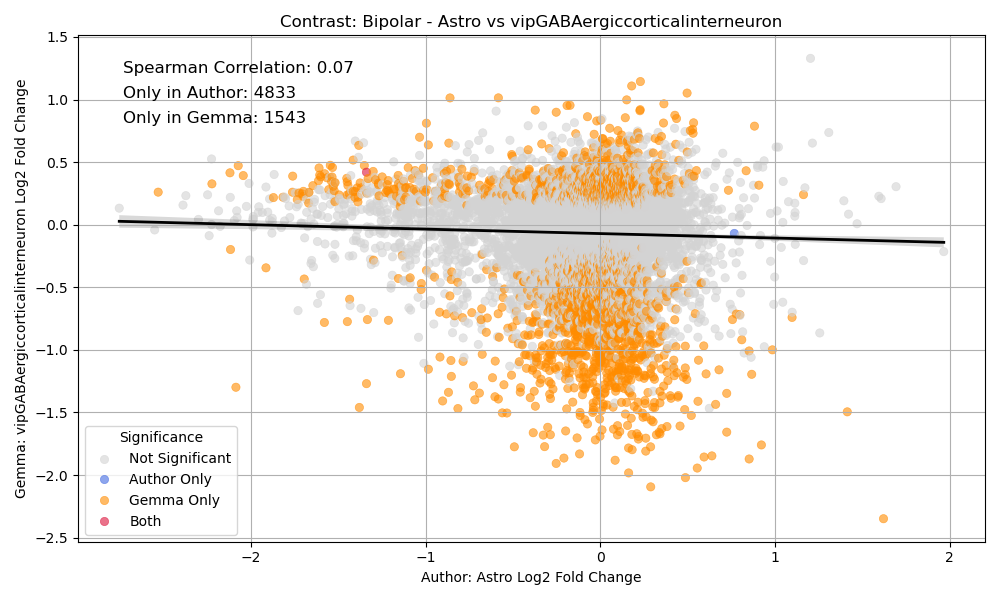 Contrast: Bipolar - Astro vs vipGABAergiccorticalinterneuron
Spearman Correlation: 0.07
Only in Author: 4833
Only in Gemma: 1543
Gemma: vipGABAergiccorticalinterneuron Log2 Fold Change
1.5
1.0
0.5
0.0
−0.5
−1.0
−1.5
−2.0
−2.5
Significance
Not Significant
Author Only
Gemma Only
Both
−2
−1
0
1
2
Author: Astro Log2 Fold Change